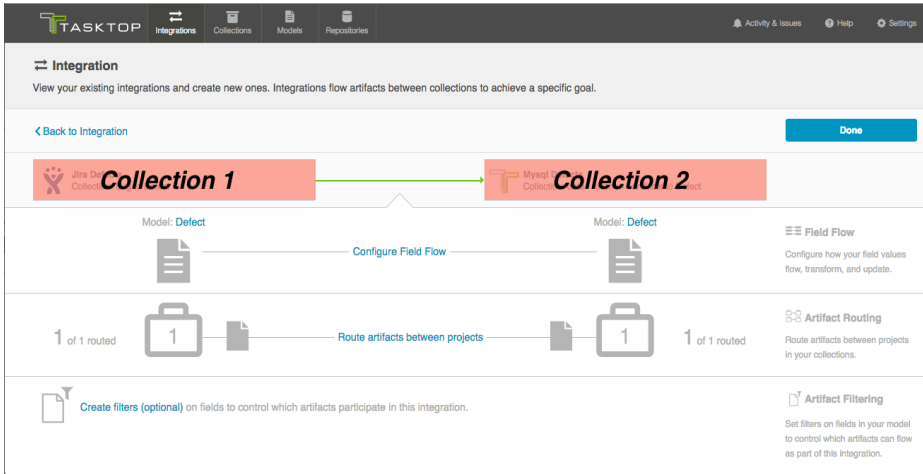 TASKTOP
Integrations
Collections
Models
Repositories
Activity & Issues
Help
Settings
Integration
View your existing integrations and create new ones. Integrations flow artifacts between collections to achieve a specific goal.
Back to Integration
Done
Collection 1
Collection 2
Model: Defect
Model: Defect
Configure Field Flow
Field Flow
Configure how your field values
flow, transform, and update.
1 of 1 routed
1
Route artifacts between projects
1
1 of 1 routed
Artifact Routing
Route artifacts between projects
in your collections.
Create filters (optional) on fields to control which artifacts participate in this integration.
Artifact Filtering
Set filters on fields in your model
to control which artifacts can flow
as part of this integration.